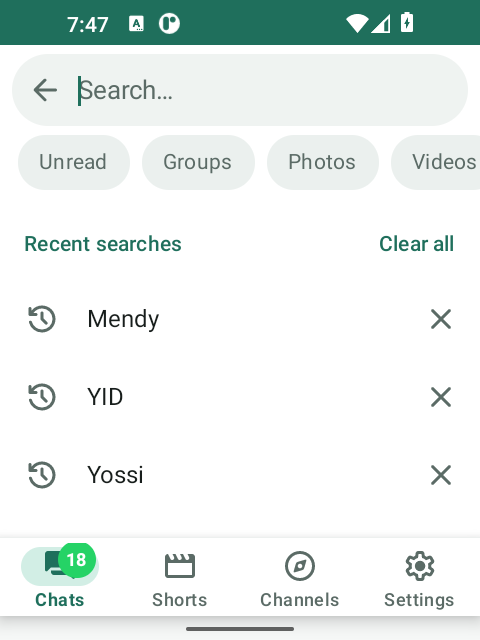 7:47
A
Search…
Unread Groups Photos Videos
Recent searches Clear all
Mendy
YID
Yossi
18
Chats Shorts Channels Settings